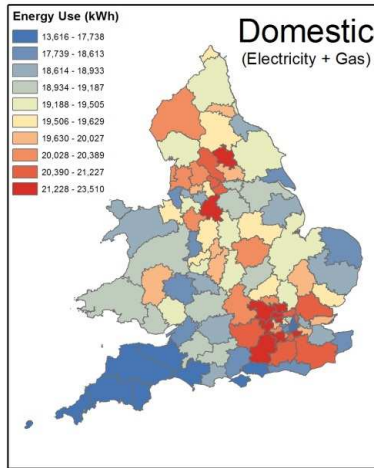 Energy Use (kWh)
13,616 - 17,738
17,739 - 18,613
18,614 - 18,933
18,934 - 19,187
19,188 - 19,505
19,506 - 19,629
19,630 - 20,027
20,028 - 20,389
20,390 - 21,227
21,228 - 23,510
Domestic
(Electricity + Gas)